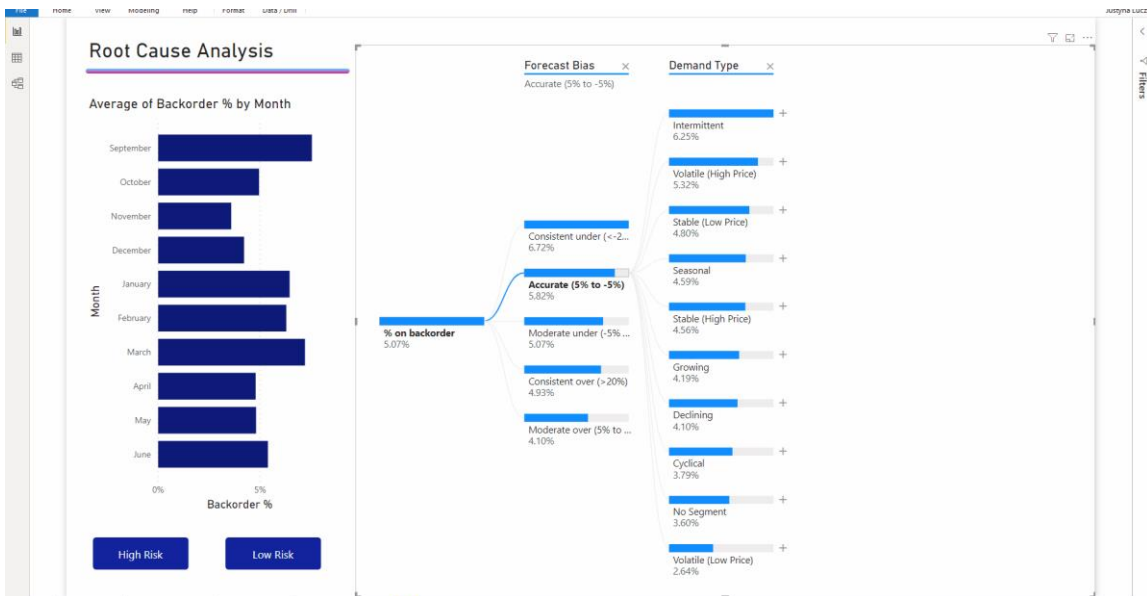 File Home View Modeling Help Format Data / Drill
Justyna Lucz
Root Cause Analysis
Average of Backorder % by Month
September
October
November
December
January
February
March
April
May
June
Month
0% 5%
Backorder %
High Risk Low Risk
Forecast Bias ×
Accurate (5% to -5%)
Demand Type ×
% on backorder
5.07%
Consistent under (<-2...
6.72%
Accurate (5% to -5%)
5.82%
Moderate under (-5% ...
5.07%
Consistent over (>20%)
4.93%
Moderate over (5% to ...
4.10%
Intermittent
6.25%
Volatile (High Price)
5.32%
Stable (Low Price)
4.80%
Seasonal
4.59%
Stable (High Price)
4.56%
Growing
4.19%
Declining
4.10%
Cyclical
3.79%
No Segment
3.60%
Volatile (Low Price)
2.64%
Filters